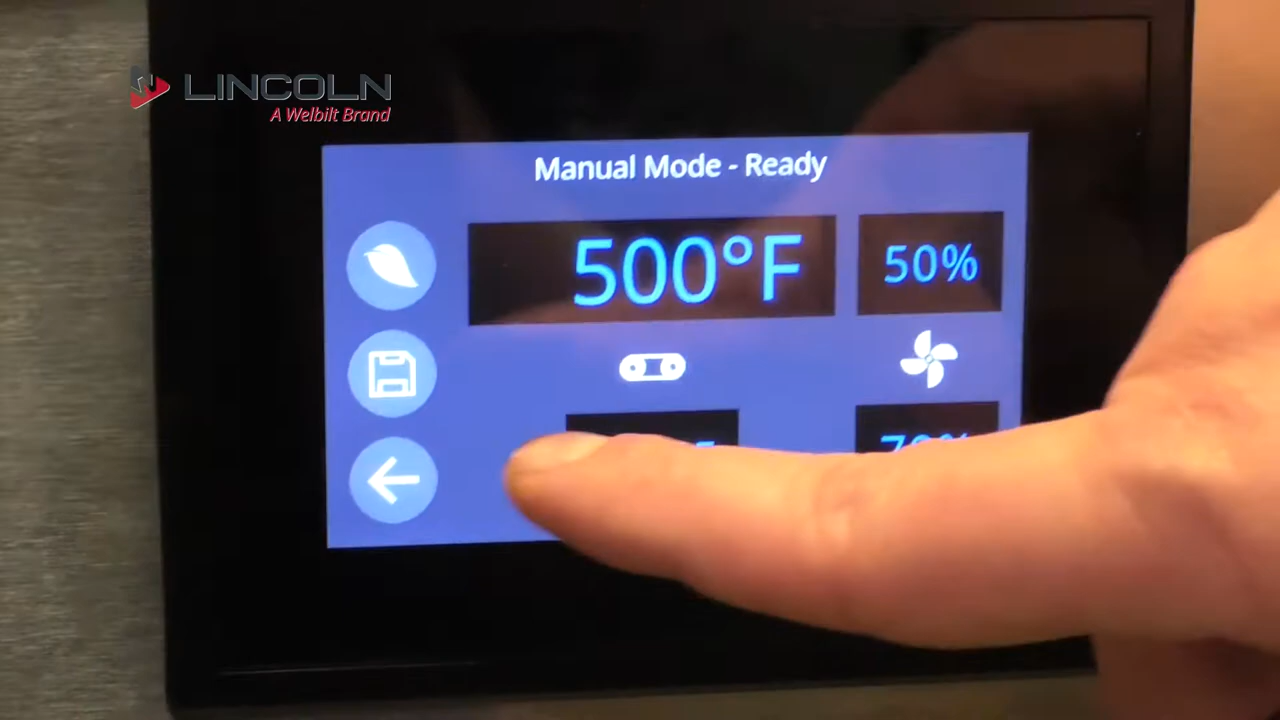 LINCOLN
A Welbilt Brand
Manual Mode - Ready
500°F
50%